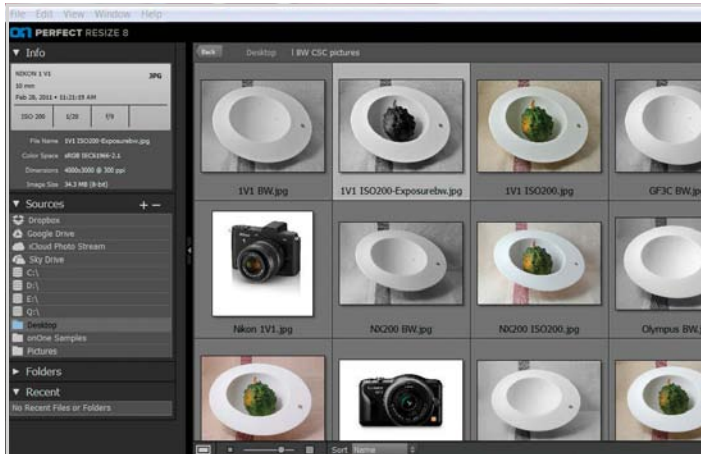 File Edit View Window Help
on PERFECT RESIZE 8
Info
NIKON 1 V1 JPG
10 mm
Feb 28, 2011 • 11:21:19 AM
ISO 200 1/20 f/9
File Name 1V1 ISO200-Exposurebw.jpg
Color Space sRGB IEC61966-2.1
Dimensions 4000x3000 @ 300 ppi
Image Size 34.3 MB (8-bit)
Sources + −
Dropbox
Google Drive
iCloud Photo Stream
Sky Drive
C:\
D:\
E:\
Q:\
Desktop
onOne Samples
Pictures
Folders
Recent
No Recent Files or Folders
Back Desktop BW CSC pictures
1V1 BW.jpg 1V1 ISO200-Exposurebw.jpg 1V1 ISO200.jpg GF3C BW.jp
Nikon 1V1.jpg NX200 BW.jpg NX200 ISO200.jpg Olympus BW.j
Sort Name